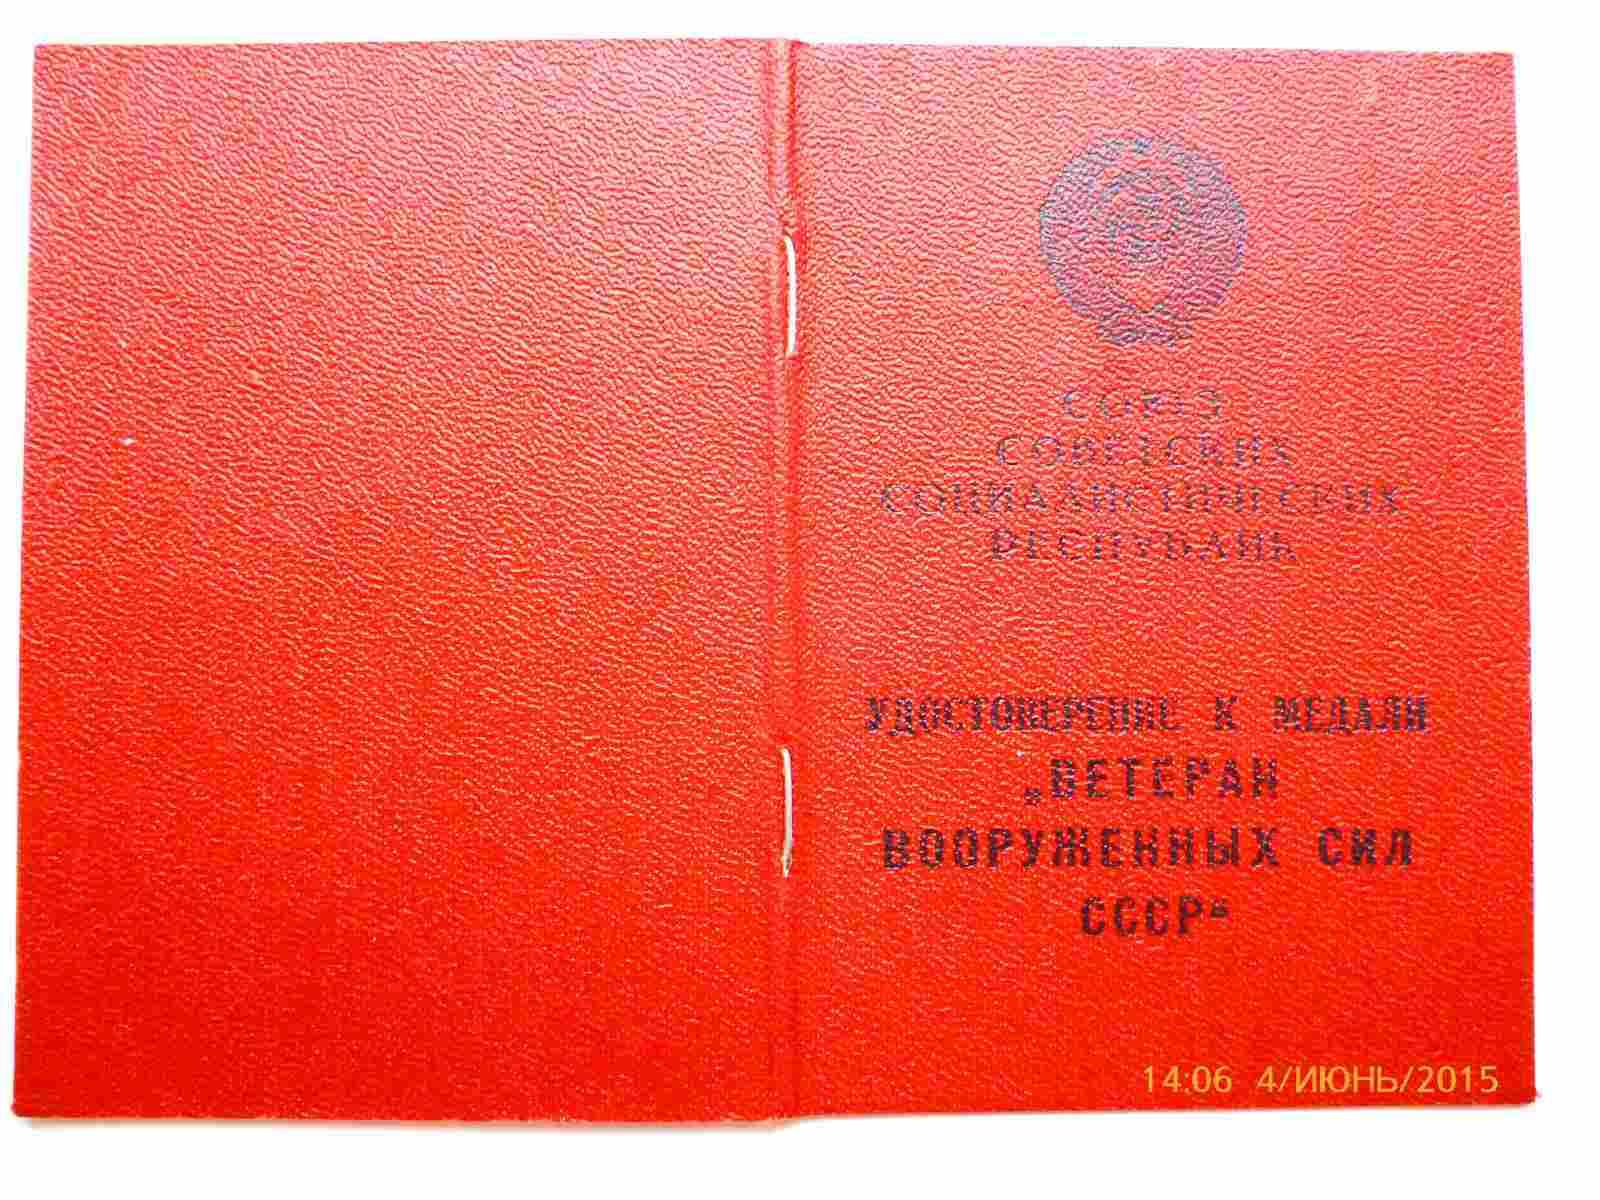 СОЮЗ
СОВЕТСКИХ
СОЦИАЛИСТИЧЕСКИХ
РЕСПУБЛИК
УДОСТОВЕРЕНИЕ К МЕДАЛИ
„ВЕТЕРАН
ВООРУЖЕННЫХ СИЛ
СССР“
14:06 4/ИЮНЬ/2015